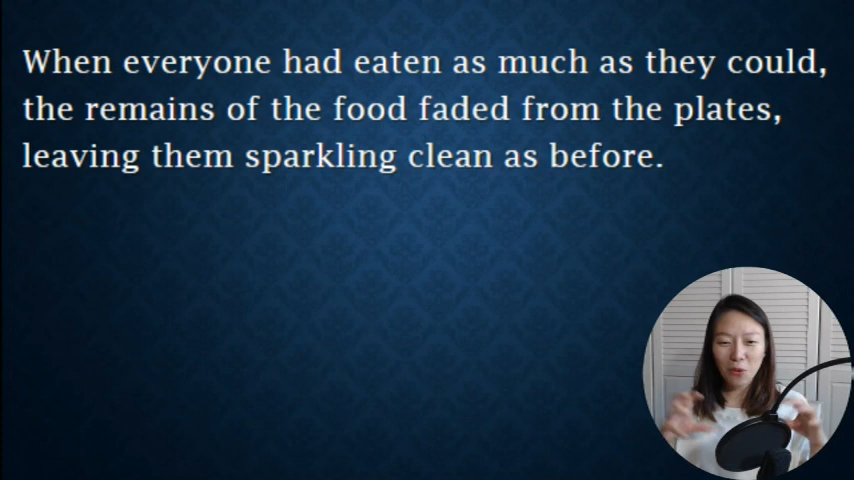 When everyone had eaten as much as they could,
the remains of the food faded from the plates,
leaving them sparkling clean as before.